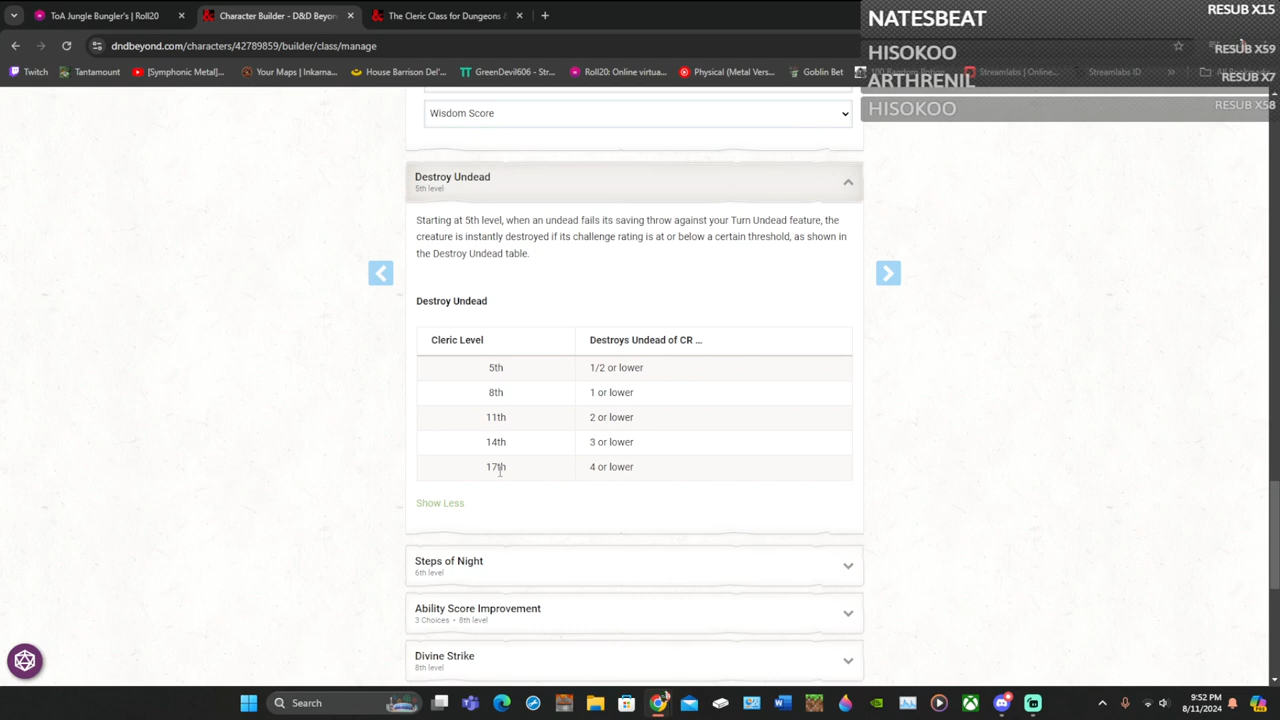 ToA Jungle Bungler's | Roll20
Character Builder - D&D Beyond
The Cleric Class for Dungeons &
NATESBEAT
RESUB X15
dndbeyond.com/characters/42789859/builder/class/manage
HISOKOO
RESUB X59
Twitch
Tantamount
[Symphonic Metal]...
Your Maps | Inkarna...
House Barrison Del'...
GreenDevil606 - Str...
Roll20: Online virtua...
Physical (Metal Vers...
Goblin Bet
Streamlabs | Online...
Streamlabs ID
»
ARTHRENIL
RESUB X7
HISOKOO
RESUB X58
Wisdom Score
Destroy Undead
5th level
Starting at 5th level, when an undead fails its saving throw against your Turn Undead feature, the
creature is instantly destroyed if its challenge rating is at or below a certain threshold, as shown in
the Destroy Undead table.
Destroy Undead
Cleric Level Destroys Undead of CR ...
5th 1/2 or lower
8th 1 or lower
11th 2 or lower
14th 3 or lower
17th 4 or lower
Show Less
Steps of Night
6th level
Ability Score Improvement
3 Choices • 8th level
Divine Strike
8th level
Search
9:52 PM
8/11/2024